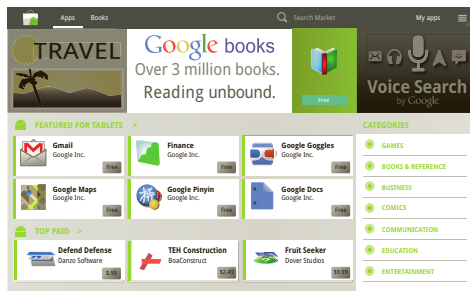 Apps Books Search Market My apps
TRAVEL
Google books
Over 3 million books.
Reading unbound.
Free
Voice Search
by Google
FEATURED FOR TABLETS >
CATEGORIES
Gmail
Google Inc.
Free
Finance
Google Inc.
Free
Google Goggles
Google Inc.
Free
Google Maps
Google Inc.
Free
Google Pinyin
Google Inc.
Free
Google Docs
Google Inc.
Free
TOP PAID >
Defend Defense
Danzo Software
$.99
TEH Construction
BoaConstruct
$2.49
Fruit Seeker
Dover Studios
$9.99
GAMES
BOOKS & REFERENCE
BUSINESS
COMICS
COMMUNICATION
EDUCATION
ENTERTAINMENT